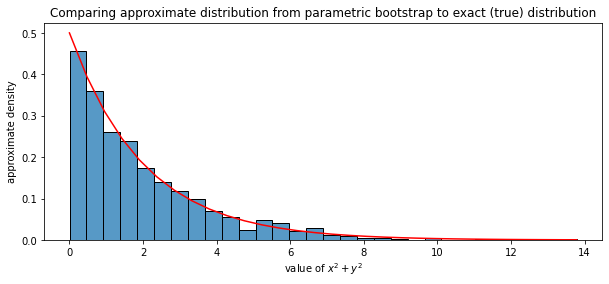 Comparing approximate distribution from parametric bootstrap to exact (true) distribution
approximate density
0.5
0.4
0.3
0.2
0.1
0.0
0 2 4 6 8 10 12 14
value of x² + y²